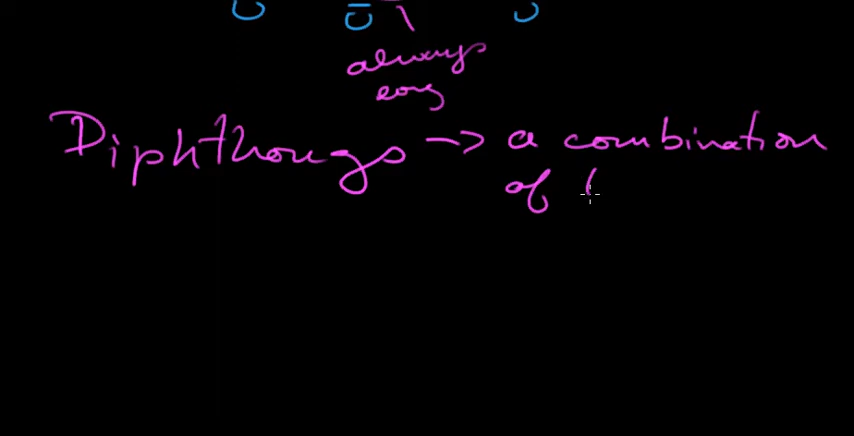 always
long
Diphthongs → a combination
of